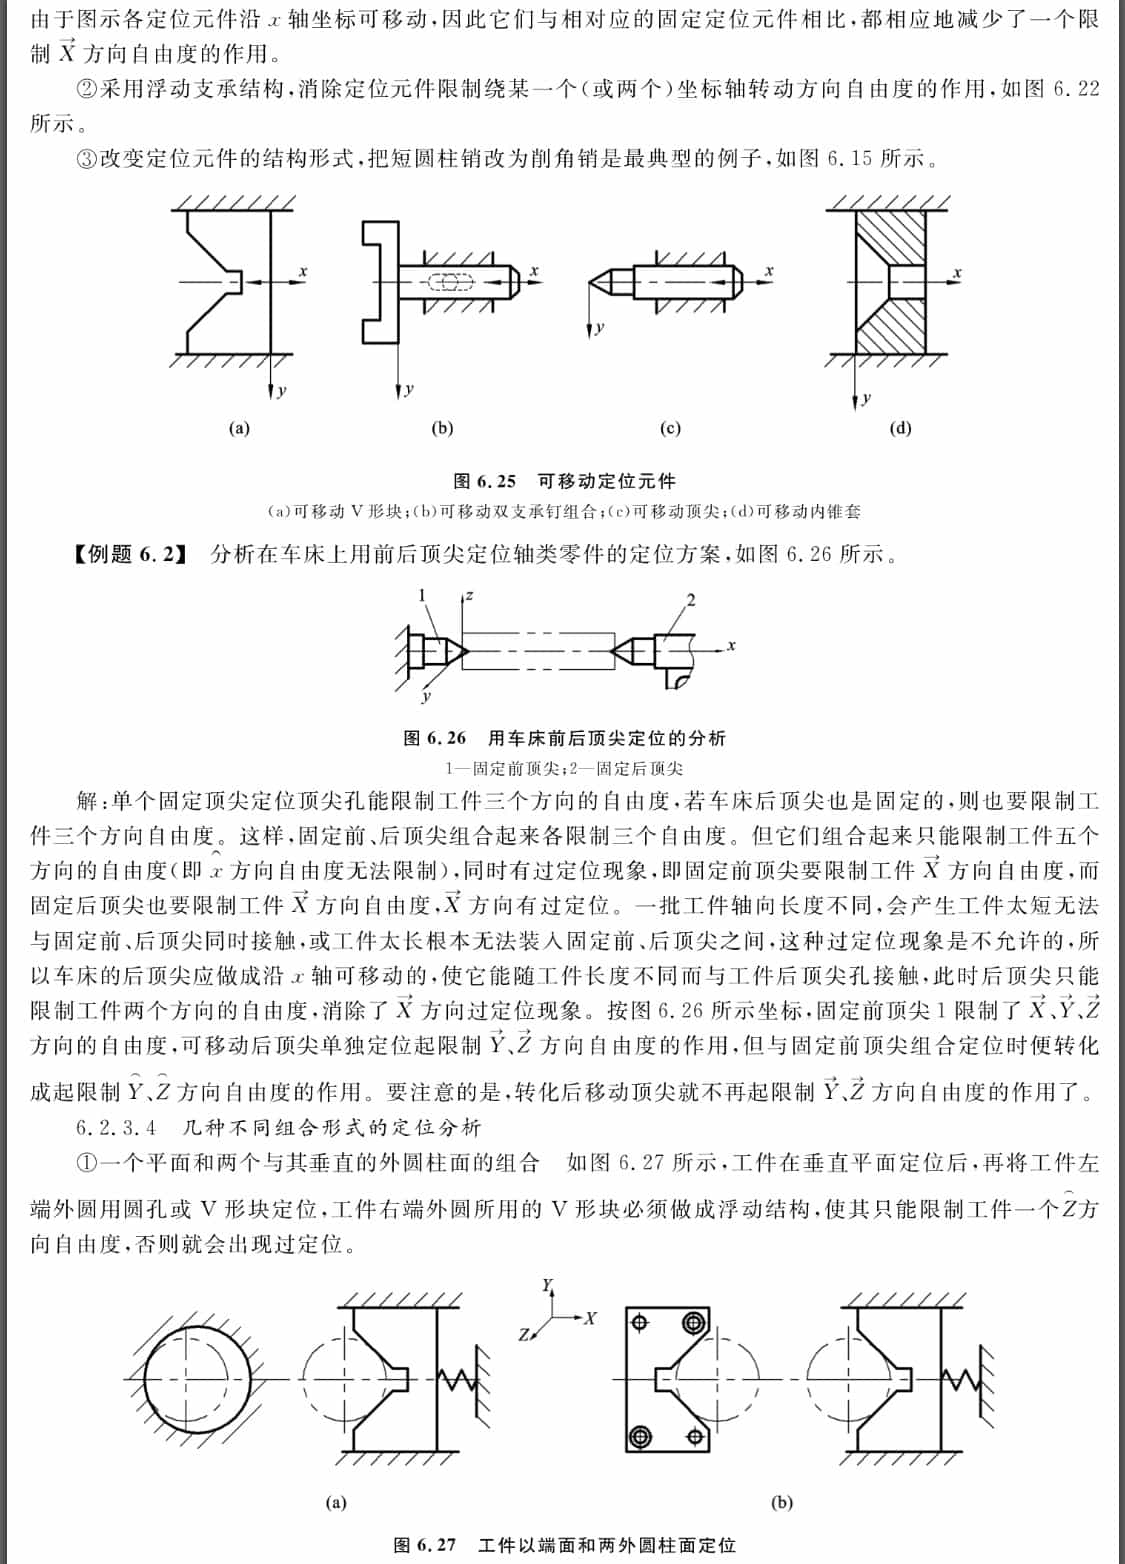 由于图示各定位元件沿 x 轴坐标可移动,因此它们与相对应的固定定位元件相比,都相应地减少了一个限
制 X⃗ 方向自由度的作用。
②采用浮动支承结构,消除定位元件限制绕某一个(或两个)坐标轴转动方向自由度的作用,如图 6.22
所示。
③改变定位元件的结构形式,把短圆柱销改为削角销是最典型的例子,如图 6.15 所示。
x
x
x
x
y
y
y
y
(a)
(b)
(c)
(d)
图 6.25 可移动定位元件
(a)可移动 V 形块;(b)可移动双支承钉组合;(c)可移动顶尖;(d)可移动内锥套
【例题 6.2】 分析在车床上用前后顶尖定位轴类零件的定位方案,如图 6.26 所示。
1
z
2
x
y
图 6.26 用车床前后顶尖定位的分析
1—固定前顶尖;2—固定后顶尖
解:单个固定顶尖定位顶尖孔能限制工件三个方向的自由度,若车床后顶尖也是固定的,则也要限制工
件三个方向自由度。这样,固定前、后顶尖组合起来各限制三个自由度。但它们组合起来只能限制工件五个
方向的自由度(即 x̑ 方向自由度无法限制),同时有过定位现象,即固定前顶尖要限制工件 X⃗ 方向自由度,而
固定后顶尖也要限制工件 X⃗ 方向自由度,X⃗ 方向有过定位。一批工件轴向长度不同,会产生工件太短无法
与固定前、后顶尖同时接触,或工件太长根本无法装入固定前、后顶尖之间,这种过定位现象是不允许的,所
以车床的后顶尖应做成沿 x 轴可移动的,使它能随工件长度不同而与工件后顶尖孔接触,此时后顶尖只能
限制工件两个方向的自由度,消除了 X⃗ 方向过定位现象。按图 6.26 所示坐标,固定前顶尖 1 限制了 X⃗、Y⃗、Z⃗
方向的自由度,可移动后顶尖单独定位起限制 Y⃗、Z⃗ 方向自由度的作用,但与固定前顶尖组合定位时便转化
成起限制 Y̑、Z̑ 方向自由度的作用。要注意的是,转化后移动顶尖就不再起限制 Y⃗、Z⃗ 方向自由度的作用了。
6.2.3.4 几种不同组合形式的定位分析
①一个平面和两个与其垂直的外圆柱面的组合 如图 6.27 所示,工件在垂直平面定位后,再将工件左
端外圆用圆孔或 V 形块定位,工件右端外圆所用的 V 形块必须做成浮动结构,使其只能限制工件一个Z̑方
向自由度,否则就会出现过定位。
Y
X
Z
(a)
(b)
图 6.27 工件以端面和两外圆柱面定位